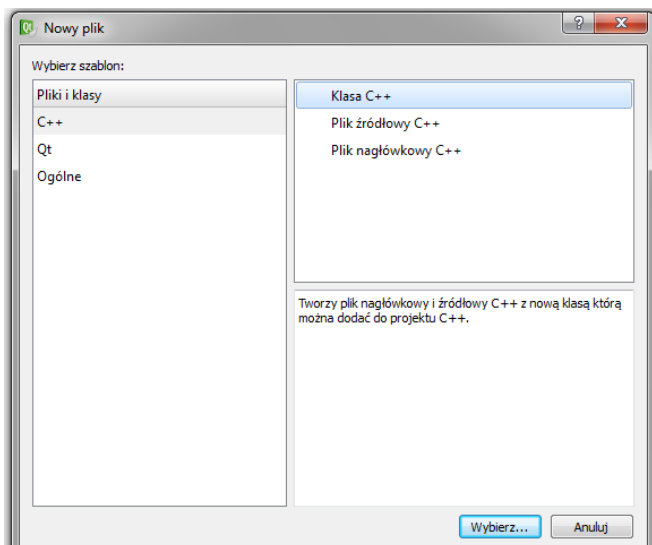 Nowy plik
Wybierz szablon:
Pliki i klasy
C++
Qt
Ogólne
Klasa C++
Plik źródłowy C++
Plik nagłówkowy C++
Tworzy plik nagłówkowy i źródłowy C++ z nową klasą którą
można dodać do projektu C++.
Wybierz...
Anuluj